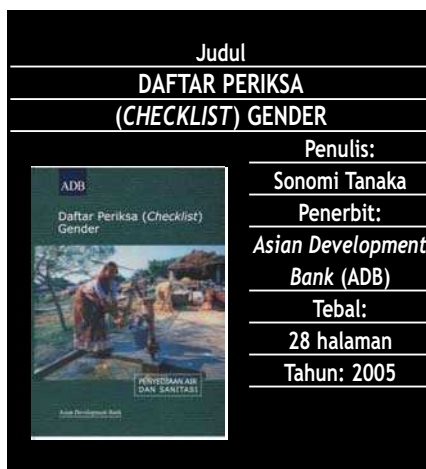 Judul
DAFTAR PERIKSA
(CHECKLIST) GENDER
Penulis:
Sonomi Tanaka
Penerbit:
Asian Development
Bank (ADB)
Tebal:
28 halaman
Tahun: 2005
ADB
Daftar Periksa (Checklist)
Gender
PENYEDIAAN AIR
DAN SANITASI
Asian Development Bank